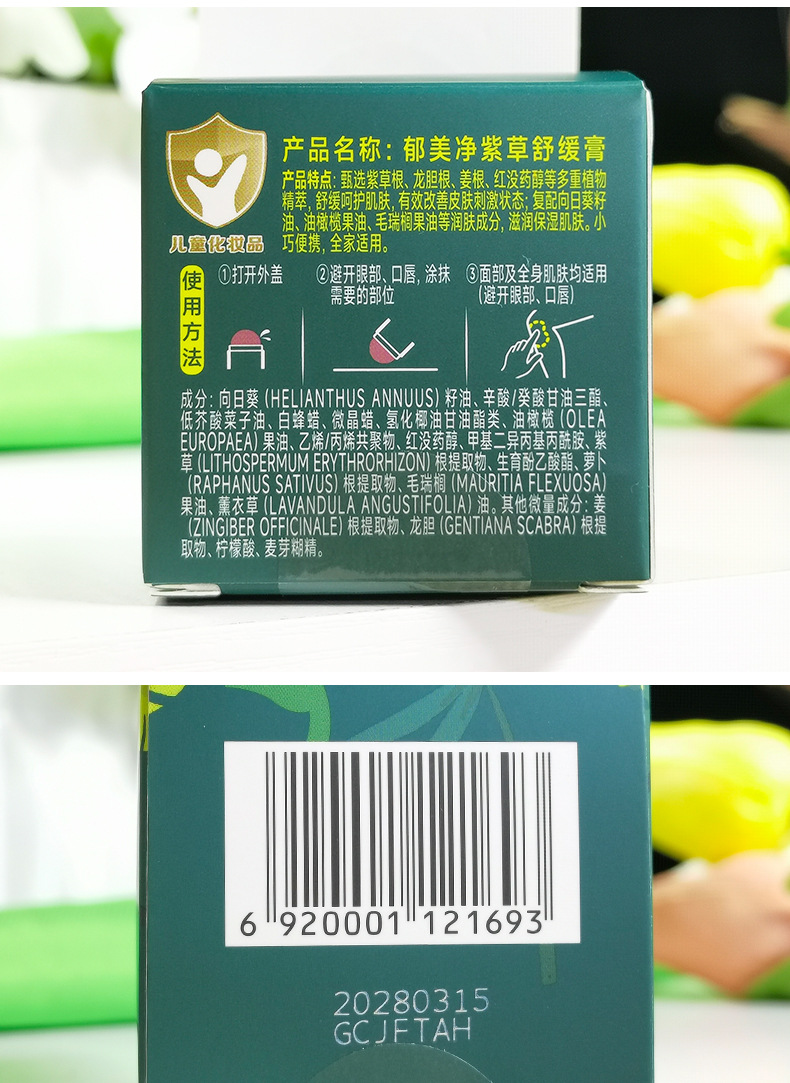 儿童化妆品
产品名称：郁美净紫草舒缓膏
产品特点：甄选紫草根、龙胆根、姜根、红没药醇等多重植物
精萃，舒缓呵护肌肤，有效改善皮肤刺激状态；复配向日葵籽
油、油橄榄果油、毛瑞榈果油等润肤成分，滋润保湿肌肤。小
巧便携，全家适用。
使用方法
①打开外盖
②避开眼部、口唇，涂抹
需要的部位
③面部及全身肌肤均适用
(避开眼部、口唇)
成分：向日葵 (HELIANTHUS ANNUUS) 籽油、辛酸/癸酸甘油三酯、
低芥酸菜子油、白蜂蜡、微晶蜡、氢化椰油甘油酯类、油橄榄 (OLEA
EUROPAEA) 果油、乙烯/丙烯共聚物、红没药醇、甲基二异丙基丙酰胺、紫
草 (LITHOSPERMUM ERYTHRORHIZON) 根提取物、生育酚乙酸酯、萝卜
(RAPHANUS SATIVUS) 根提取物、毛瑞榈 (MAURITIA FLEXUOSA)
果油、薰衣草 (LAVANDULA ANGUSTIFOLIA) 油。其他微量成分：姜
(ZINGIBER OFFICINALE) 根提取物、龙胆 (GENTIANA SCABRA) 根提
取物、柠檬酸、麦芽糊精。
6 920001 121693
20280315
GCJFTAH